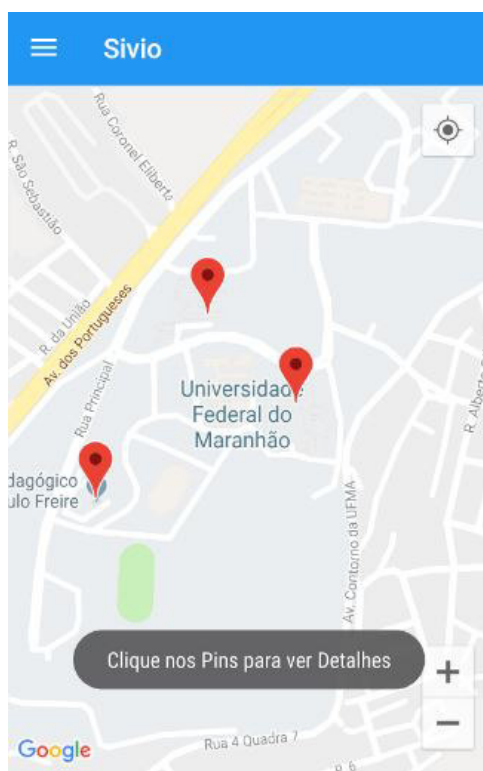 Sivio
Rua Coronel Eliberto
R. São Sebastião
R. da União
Av. dos Portugueses
Rua Principal
Universidade
Federal do
Maranhão
R. Alberto
dagógico
ulo Freire
Av. Contorno da UFMA
Clique nos Pins para ver Detalhes
+
−
Google
Rua 4 Quadra 7
R. 6